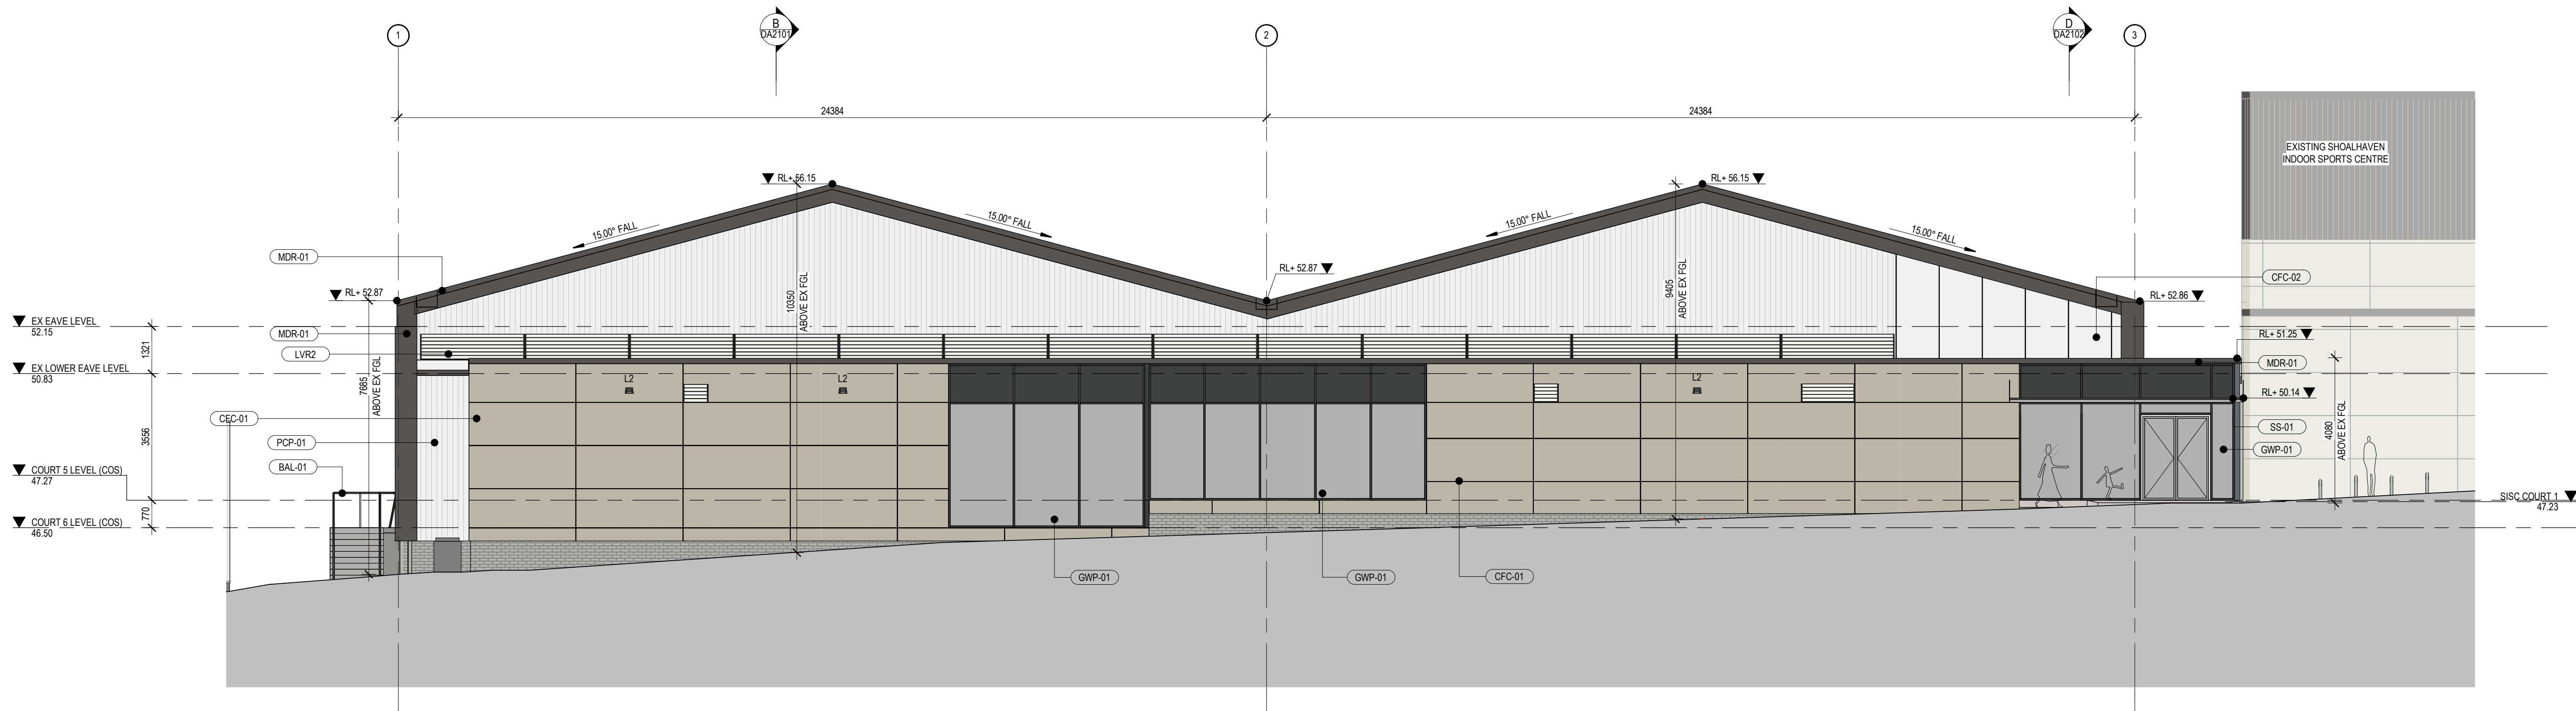 B
DA2101
D
DA2102
1
2
3
24384
24384
EXISTING SHOALHAVEN
INDOOR SPORTS CENTRE
RL+ 56.15
RL+ 56.15
15.00° FALL
15.00° FALL
15.00° FALL
15.00° FALL
MDR-01
RL+ 52.87
RL+ 52.87
CFC-02
RL+ 52.86
10350
ABOVE EX FGL
9405
ABOVE EX FGL
EX EAVE LEVEL
52.15
MDR-01
LVR2
1321
RL+ 51.25
MDR-01
EX LOWER EAVE LEVEL
50.83
7685
ABOVE EX FGL
L2
L2
L2
RL+ 50.14
CEC-01
PCP-01
BAL-01
3556
SS-01
GWP-01
4080
ABOVE EX FGL
COURT 5 LEVEL (COS)
47.27
770
COURT 6 LEVEL (COS)
46.50
SISC COURT 1
47.23
GWP-01
GWP-01
CFC-01